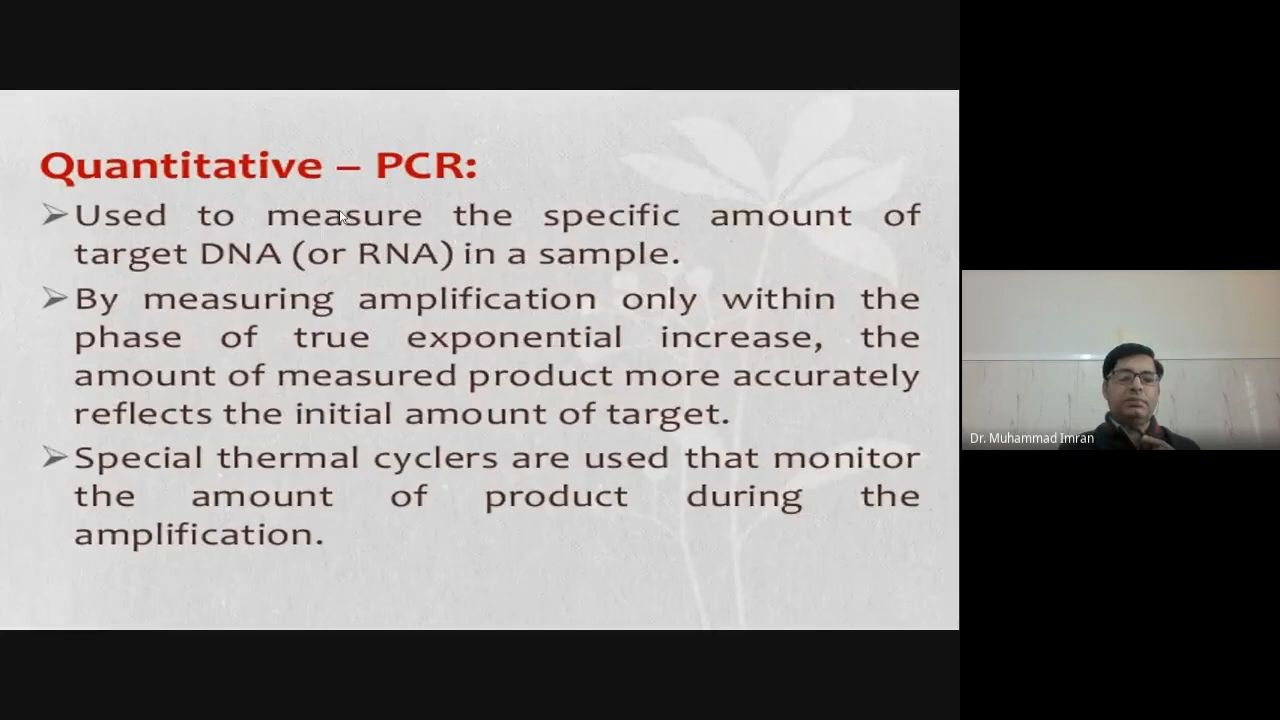 Quantitative – PCR:
➢Used to measure the specific amount of
target DNA (or RNA) in a sample.
➢By measuring amplification only within the
phase of true exponential increase, the
amount of measured product more accurately
reflects the initial amount of target.
➢Special thermal cyclers are used that monitor
the amount of product during the
amplification.
Dr. Muhammad Imran